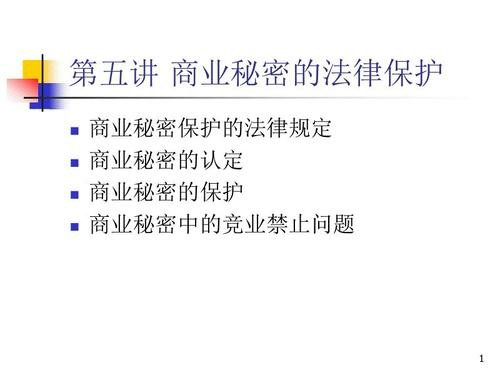 第五讲 商业秘密的法律保护
商业秘密保护的法律规定
商业秘密的认定
商业秘密的保护
商业秘密中的竞业禁止问题
1